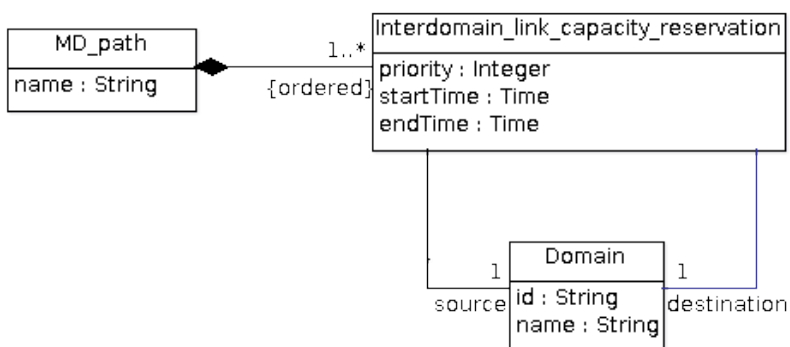 MD_path
name : String
1..*
{ordered}
Interdomain_link_capacity_reservation
priority : Integer
startTime : Time
endTime : Time
1
source
Domain
id : String
name : String
1
destination